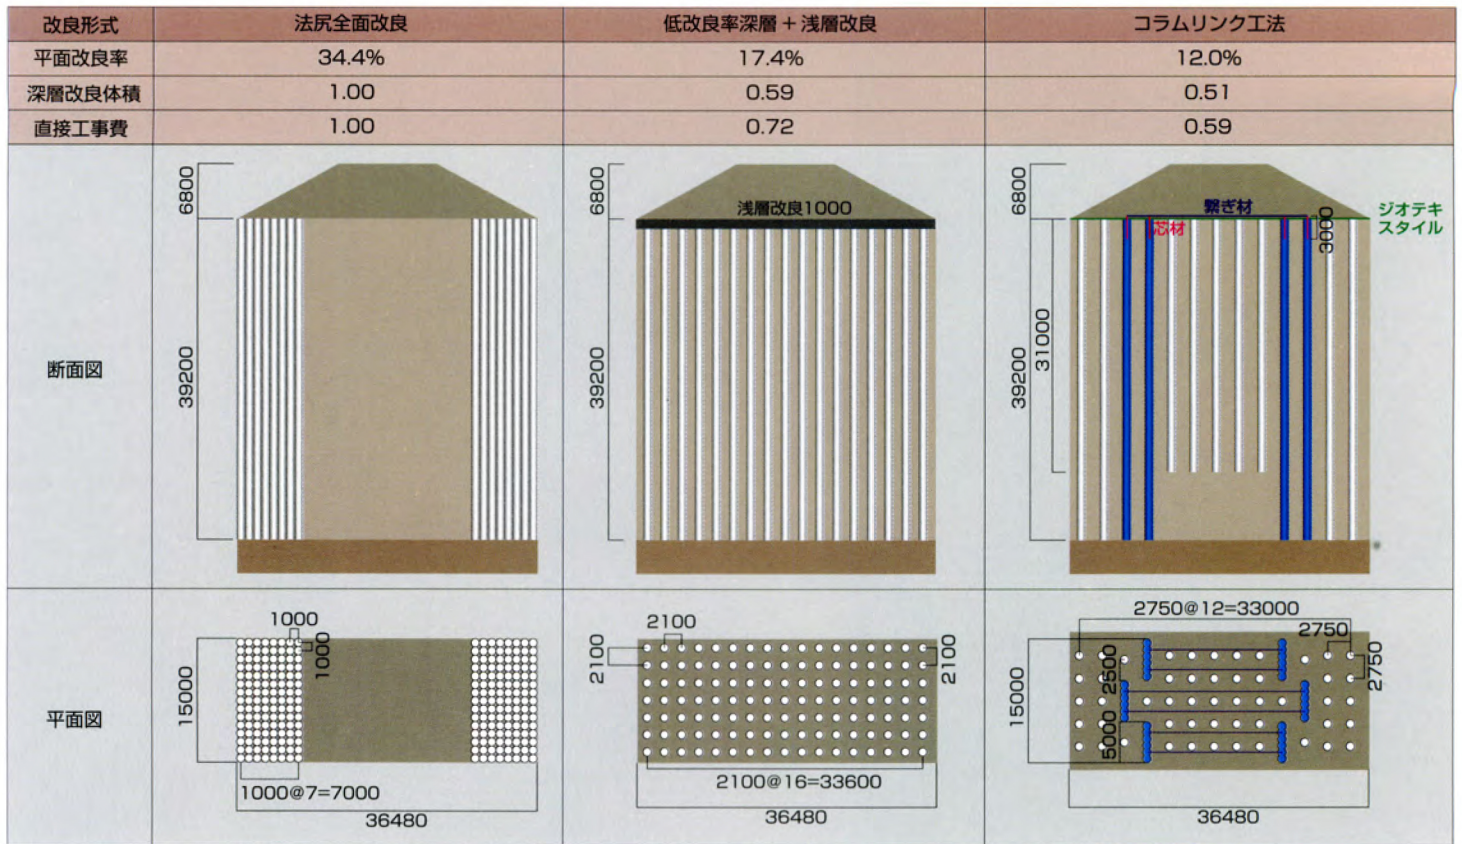 改良形式 法尻全面改良 低改良率深層+浅層改良 コラムリンク工法
平面改良率 34.4% 17.4% 12.0%
深層改良体積 1.00 0.59 0.51
直接工事費 1.00 0.72 0.59
断面図
6800
39200
6800
浅層改良1000
39200
6800
繋ぎ材
芯材
3000
ジオテキ
スタイル
31000
39200
平面図
1000
1000
15000
1000@7=7000
36480
2100
2100
2100
2100@16=33600
36480
2750@12=33000
2750
2750
2500
15000
5000
36480